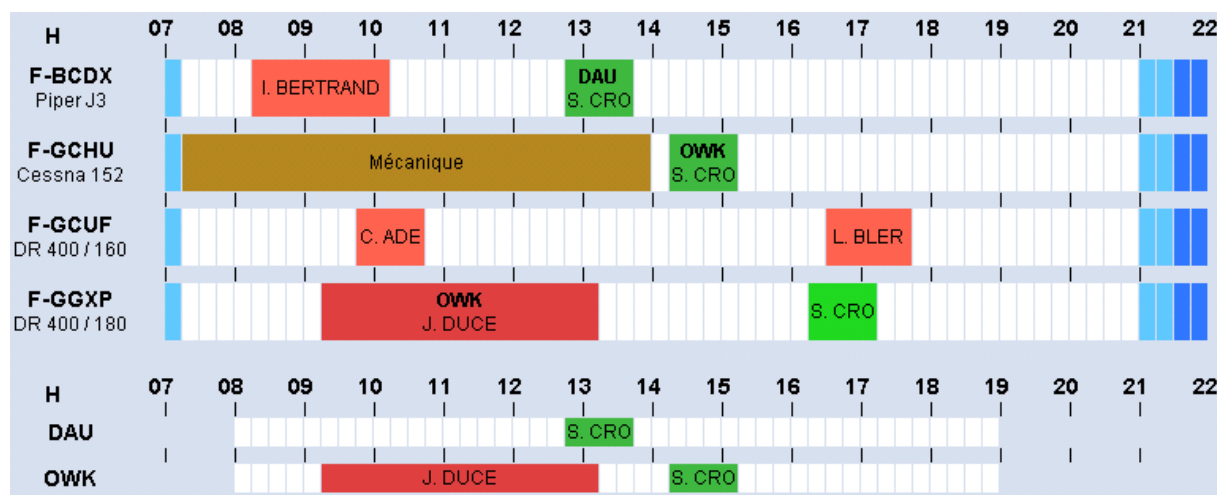 H 07 08 09 10 11 12 13 14 15 16 17 18 19 20 21 22
F-BCDX
Piper J3
I. BERTRAND
DAU
S. CRO
F-GCHU
Cessna 152
Mécanique
OWK
S. CRO
F-GCUF
DR 400 / 160
C. ADE
L. BLER
F-GGXP
DR 400 / 180
OWK
J. DUCE
S. CRO
H 07 08 09 10 11 12 13 14 15 16 17 18 19 20 21 22
DAU S. CRO
OWK J. DUCE S. CRO